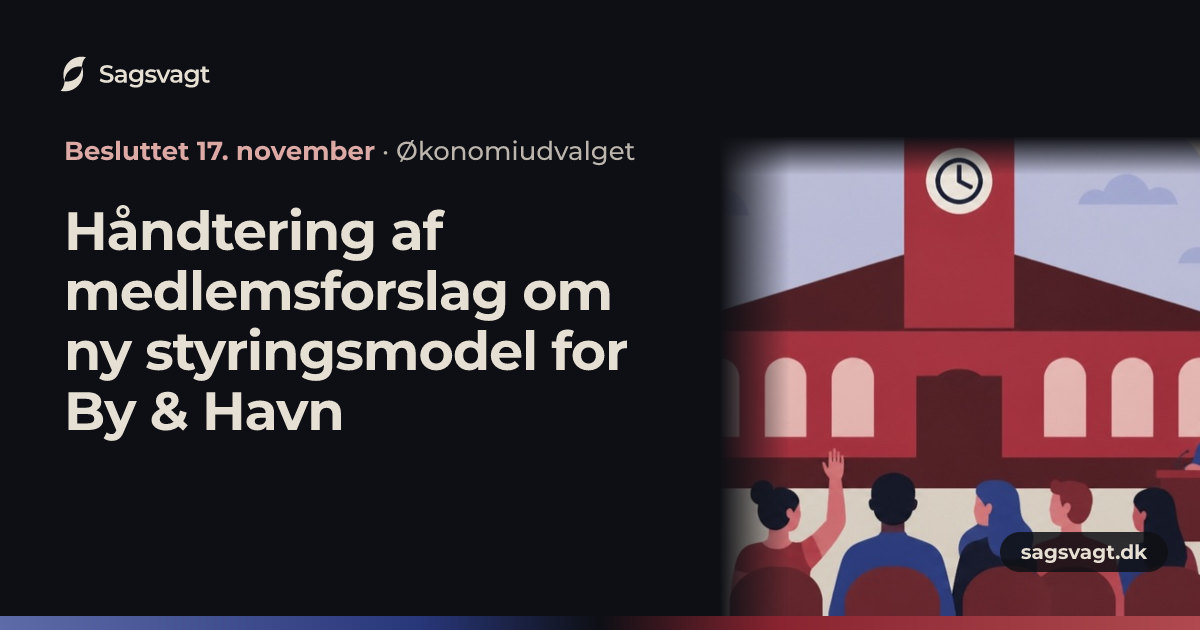 Sagsvagt
Besluttet 17. november · Økonomiudvalget
Håndtering af
medlemsforslag om
ny styringsmodel for
By & Havn
sagsvagt.dk